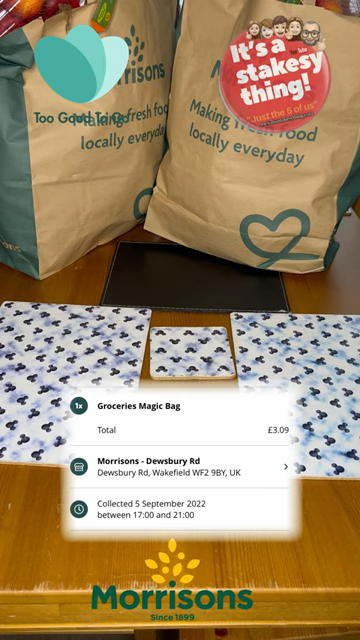 Too Good To Go
Morrisons
Making fresh food
locally everyday
It's a
stakesy
thing!
YouTube
"Just the 5 of us"
Making fresh food
locally everyday
1x
Groceries Magic Bag
Total £3.09
Morrisons - Dewsbury Rd
Dewsbury Rd, Wakefield WF2 9BY, UK
Collected 5 September 2022
between 17:00 and 21:00
Morrisons
Since 1899